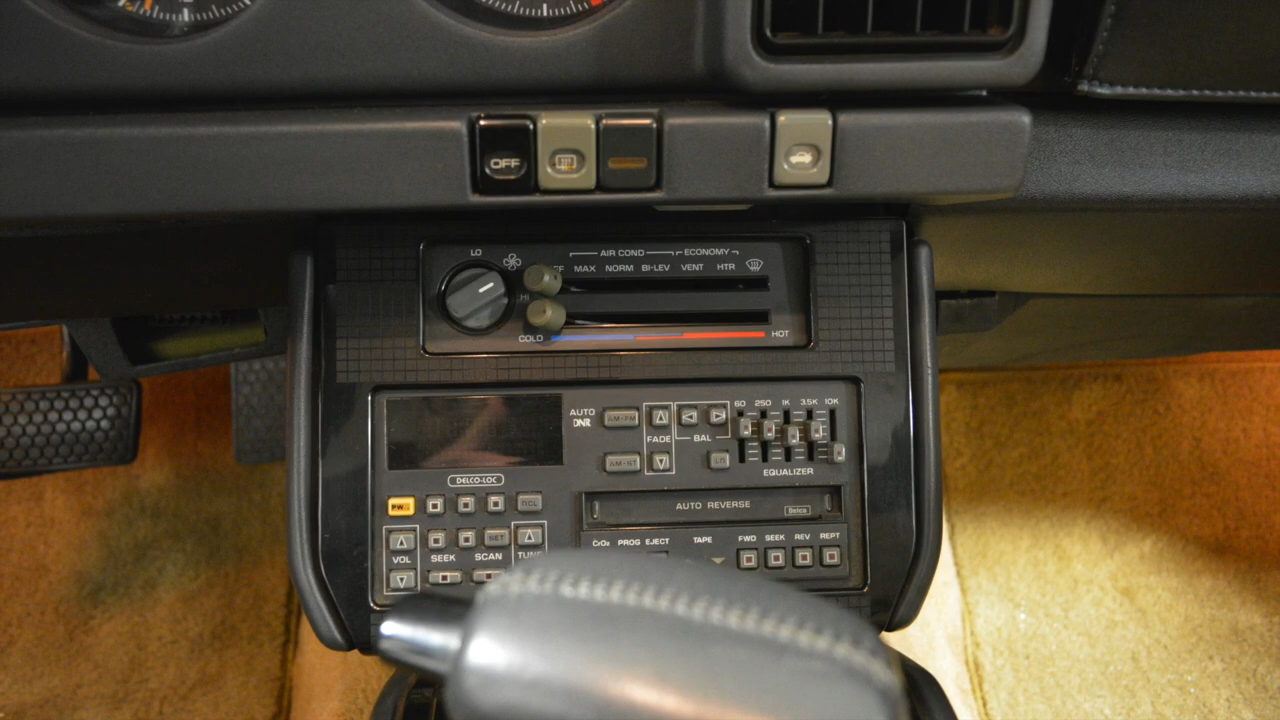 OFF
LO
AIR COND ECONOMY
MAX NORM BI-LEV VENT HTR
HI
COLD HOT
AUTO
DNR
AM-FM
60 250 1K 3.5K 10K
FADE BAL
AM-ST
EQUALIZER
DELCO-LOC
PWR
RCL
AUTO REVERSE
Delco
SET
CrO2 PROG EJECT TAPE FWD SEEK REV REPT
VOL SEEK SCAN TUNE